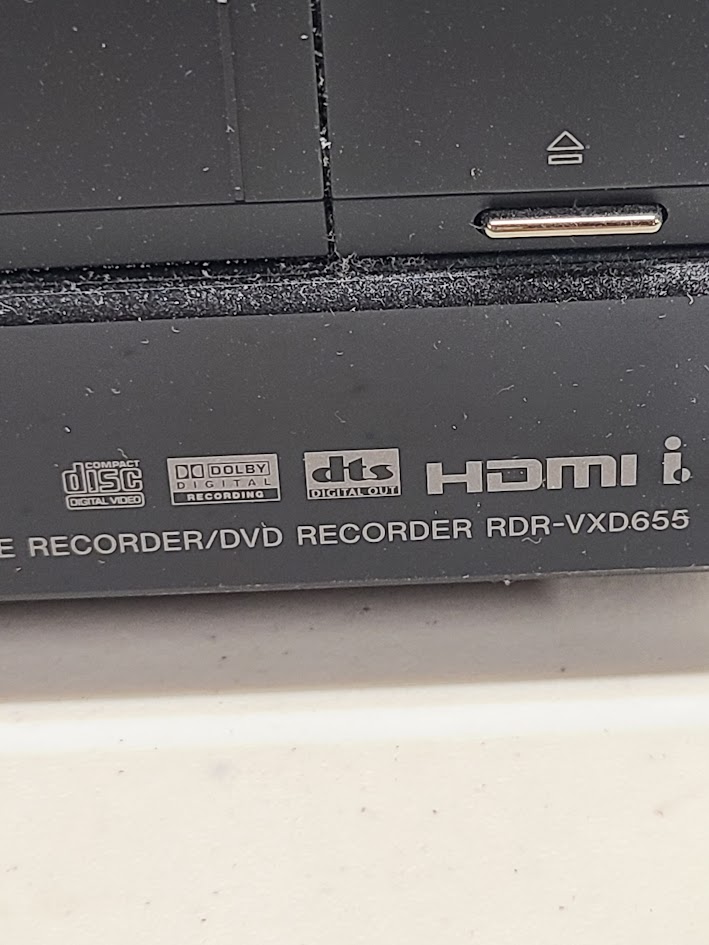 COMPACT
disc
DIGITAL VIDEO
DOLBY
DIGITAL
RECORDING
dts
DIGITAL OUT
HDMI
i
E RECORDER/DVD RECORDER RDR-VXD655